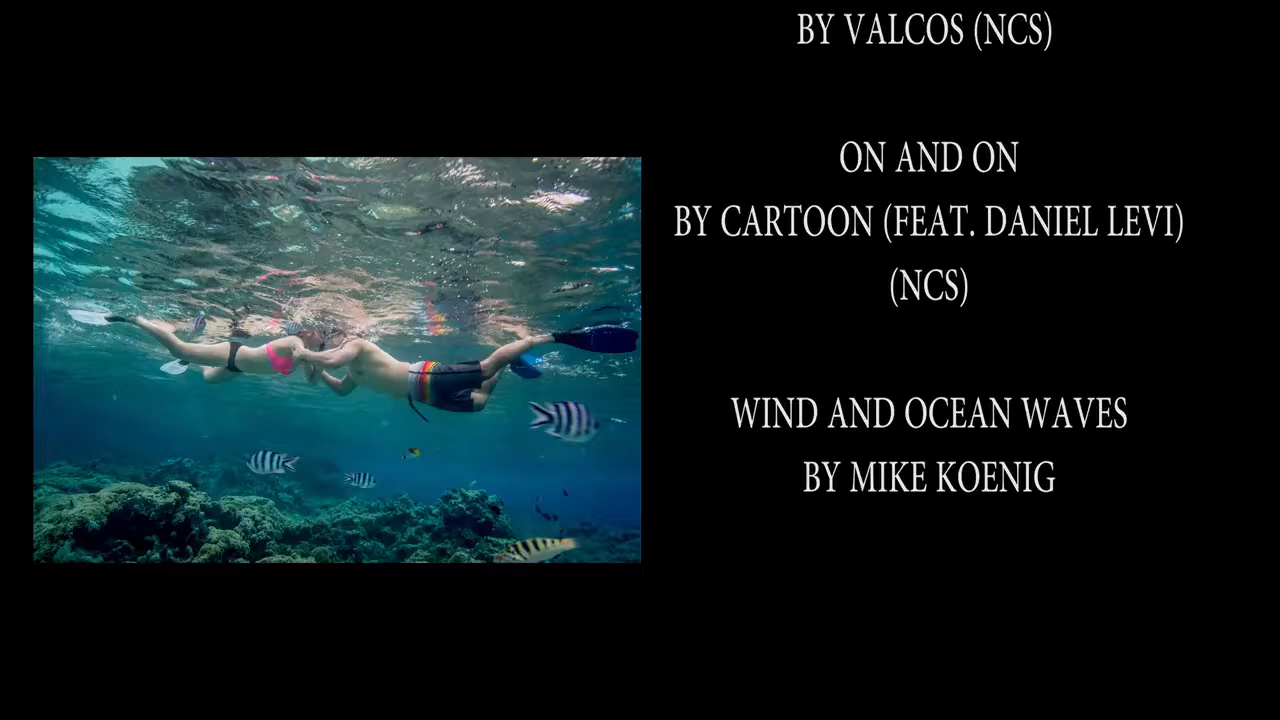 BY VALCOS (NCS)
ON AND ON
BY CARTOON (FEAT. DANIEL LEVI)
(NCS)
WIND AND OCEAN WAVES
BY MIKE KOENIG